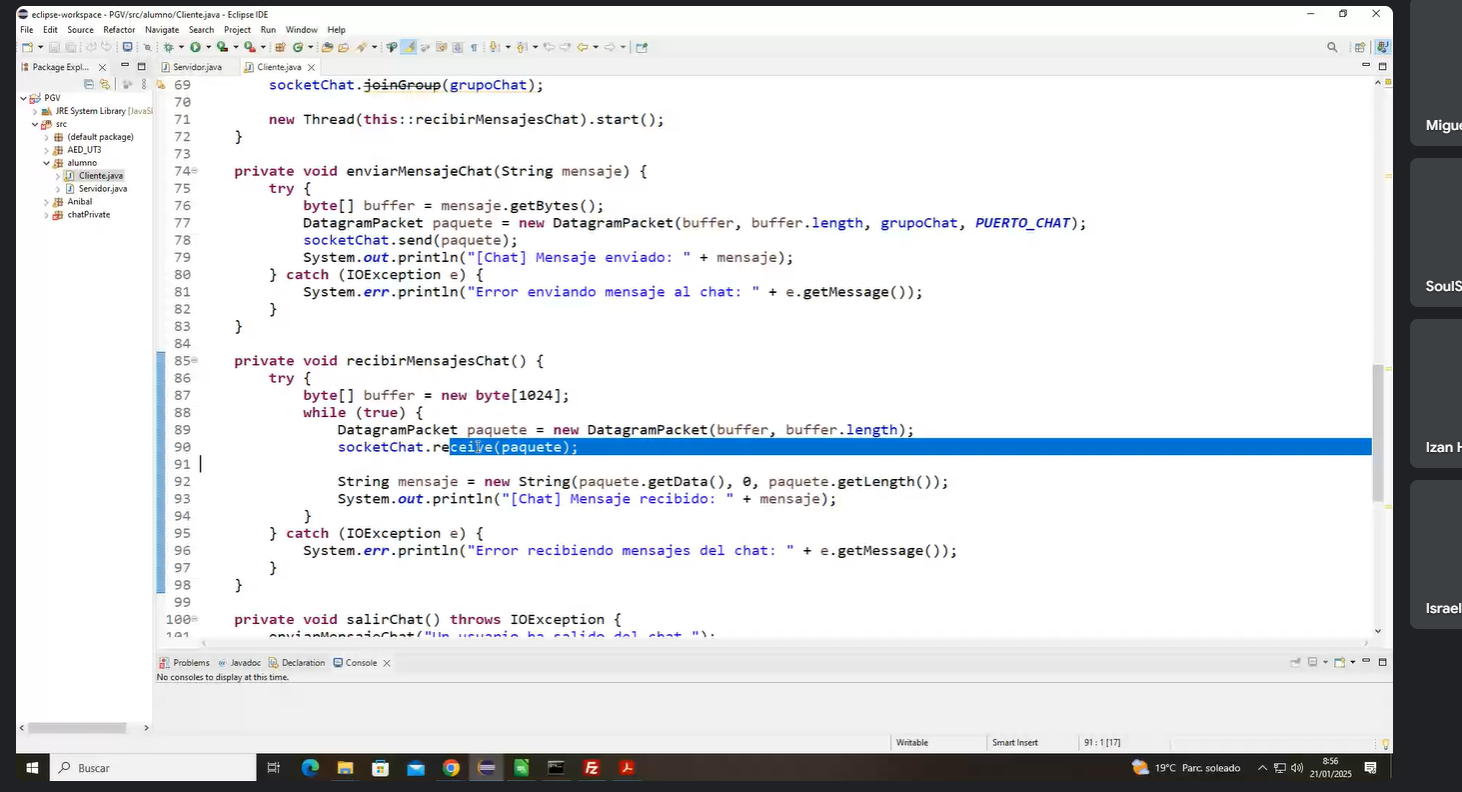 eclipse-workspace - PGV/src/alumno/Cliente.java - Eclipse IDE
File Edit Source Refactor Navigate Search Project Run Window Help
Package Expl...
Servidor.java
Cliente.java
PGV
JRE System Library [JavaS
src
(default package)
AED_UT3
alumno
Cliente.java
Servidor.java
Anibal
chatPrivate
69 socketChat.joinGroup(grupoChat);
70
71 new Thread(this::recibirMensajesChat).start();
72 }
73
74 private void enviarMensajeChat(String mensaje) {
75 try {
76 byte[] buffer = mensaje.getBytes();
77 DatagramPacket paquete = new DatagramPacket(buffer, buffer.length, grupoChat, PUERTO_CHAT);
78 socketChat.send(paquete);
79 System.out.println("[Chat] Mensaje enviado: " + mensaje);
80 } catch (IOException e) {
81 System.err.println("Error enviando mensaje al chat: " + e.getMessage());
82 }
83 }
84
85 private void recibirMensajesChat() {
86 try {
87 byte[] buffer = new byte[1024];
88 while (true) {
89 DatagramPacket paquete = new DatagramPacket(buffer, buffer.length);
90 socketChat.receive(paquete);
91
92 String mensaje = new String(paquete.getData(), 0, paquete.getLength());
93 System.out.println("[Chat] Mensaje recibido: " + mensaje);
94 }
95 } catch (IOException e) {
96 System.err.println("Error recibiendo mensajes del chat: " + e.getMessage());
97 }
98 }
99
100 private void salirChat() throws IOException {
101 enviarMensajeChat("Un usuario ha salido del chat.");
Problems Javadoc Declaration Console
No consoles to display at this time.
Writable Smart Insert 91 : 1 [17]
Buscar
19°C Parc. soleado
8:56
21/01/2025
Migue
SoulS
Izan H
Israel